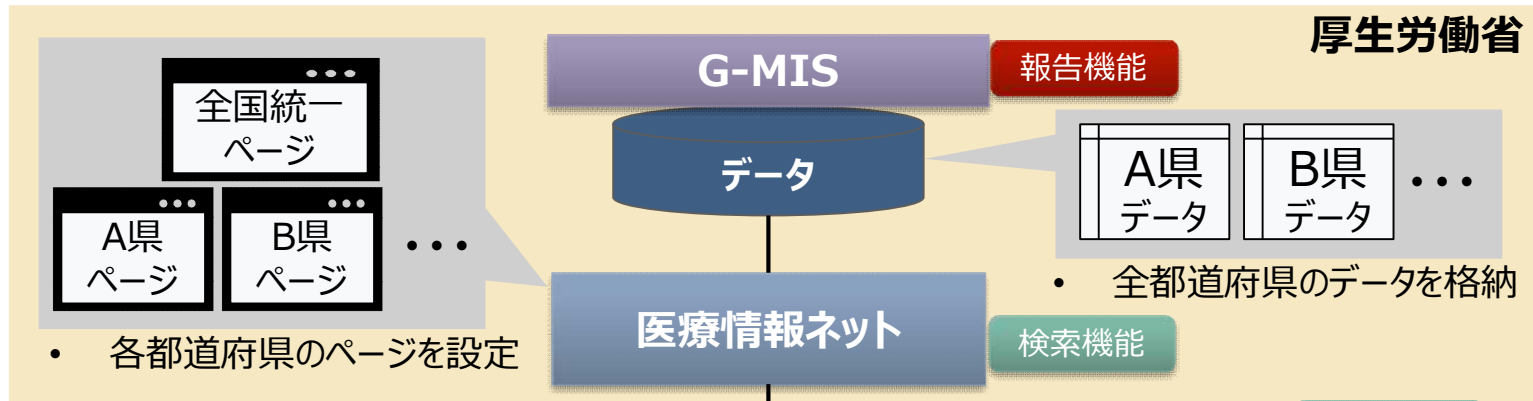 厚生労働省
G-MIS
報告機能
全国統一
ページ
データ
A県
データ
B県
データ
・・・
A県
ページ
B県
ページ
・・・
• 全都道府県のデータを格納
医療情報ネット
検索機能
• 各都道府県のページを設定